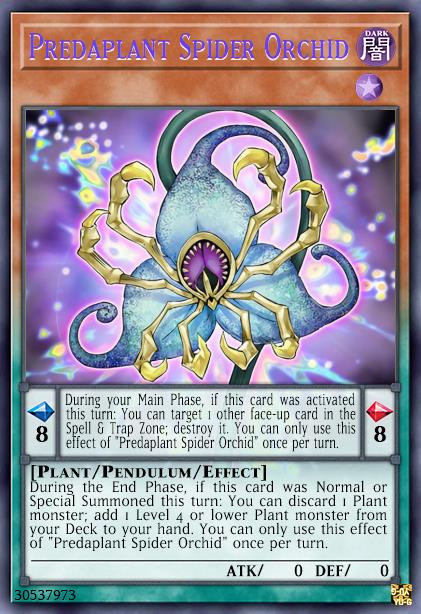 Predaplant Spider Orchid
DARK
闇
During your Main Phase, if this card was activated
this turn: You can target 1 other face-up card in the
Spell & Trap Zone; destroy it. You can only use this
effect of "Predaplant Spider Orchid" once per turn.
8
8
[Plant/Pendulum/Effect]
During the End Phase, if this card was Normal or
Special Summoned this turn: You can discard 1 Plant
monster; add 1 Level 4 or lower Plant monster from
your Deck to your hand. You can only use this effect
of "Predaplant Spider Orchid" once per turn.
ATK/ 0 DEF/ 0
30537973